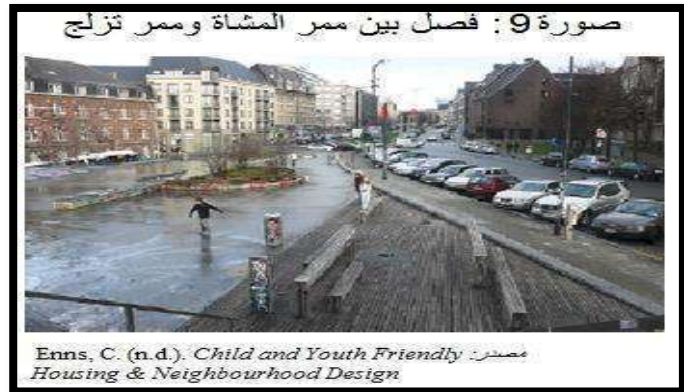 صورة 9 : فصل بين ممر المشاة وممر تزلج
مصدر: Enns, C. (n.d.). Child and Youth Friendly
Housing & Neighbourhood Design